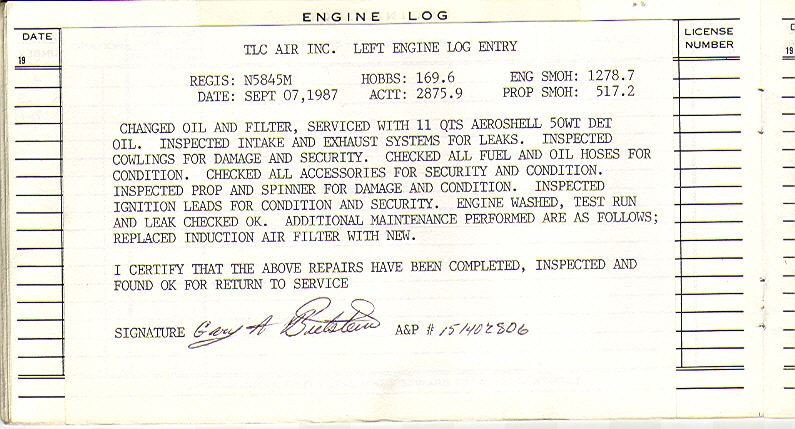 ENGINE LOG
DATE
19
LICENSE
NUMBER
19
TLC AIR INC. LEFT ENGINE LOG ENTRY
REGIS: N5845M HOBBS: 169.6 ENG SMOH: 1278.7
DATE: SEPT 07,1987 ACTT: 2875.9 PROP SMOH: 517.2
CHANGED OIL AND FILTER, SERVICED WITH 11 QTS AEROSHELL 50WT DET
OIL. INSPECTED INTAKE AND EXHAUST SYSTEMS FOR LEAKS. INSPECTED
COWLINGS FOR DAMAGE AND SECURITY. CHECKED ALL FUEL AND OIL HOSES FOR
CONDITION. CHECKED ALL ACCESSORIES FOR SECURITY AND CONDITION.
INSPECTED PROP AND SPINNER FOR DAMAGE AND CONDITION. INSPECTED
IGNITION LEADS FOR CONDITION AND SECURITY. ENGINE WASHED, TEST RUN
AND LEAK CHECKED OK. ADDITIONAL MAINTENANCE PERFORMED ARE AS FOLLOWS;
REPLACED INDUCTION AIR FILTER WITH NEW.
I CERTIFY THAT THE ABOVE REPAIRS HAVE BEEN COMPLETED, INSPECTED AND
FOUND OK FOR RETURN TO SERVICE
SIGNATURE Gary A A&P # 151402806